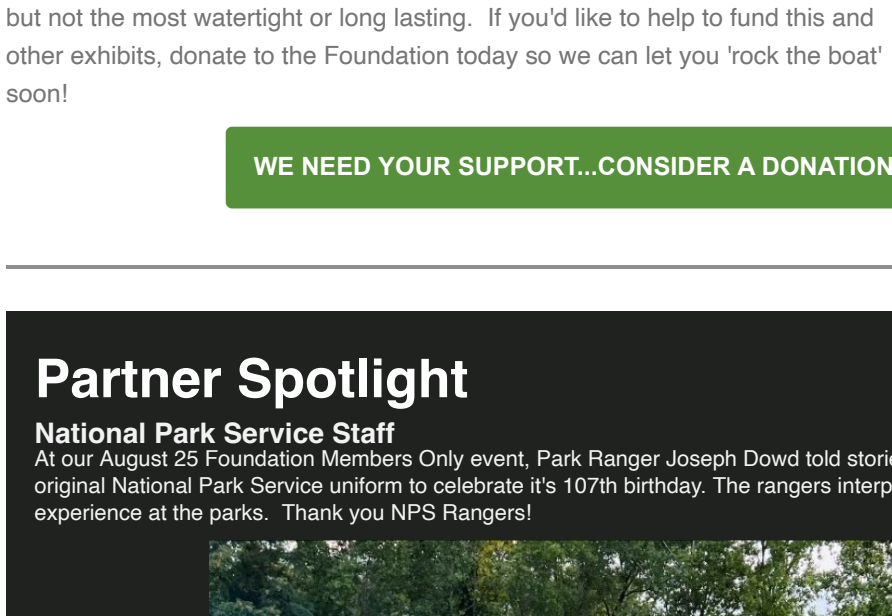 but not the most watertight or long lasting.  If you'd like to help to fund this and
other exhibits, donate to the Foundation today so we can let you 'rock the boat'
soon!
WE NEED YOUR SUPPORT...CONSIDER A DONATION
Partner Spotlight
National Park Service Staff
At our August 25 Foundation Members Only event, Park Ranger Joseph Dowd told
original National Park Service uniform to celebrate it's 107th birthday. The rangers
experience at the parks.  Thank you NPS Rangers!